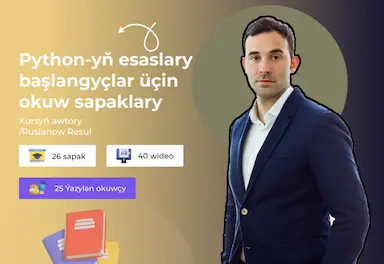 Python-yň esaslary
başlangyçlar üçin
okuw sapaklary
Kursyň awtory
/Ruslanow Resul
26 sapak
40 wideo
25 Ýazylan okuwçy